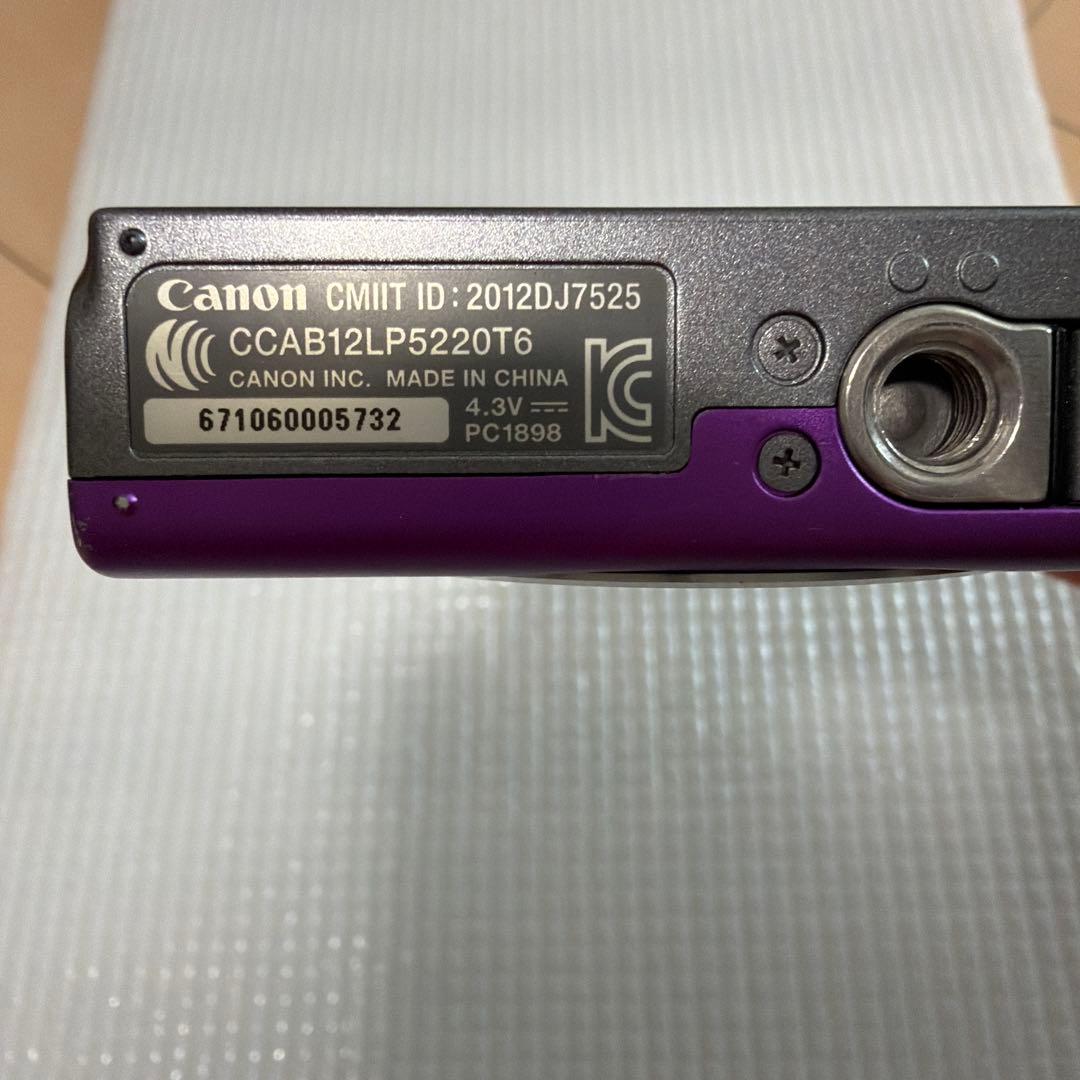 Canon CMIIT ID: 2012DJ7525
CCAB12LP5220T6
CANON INC. MADE IN CHINA
671060005732
4.3V ⎓
PC1898